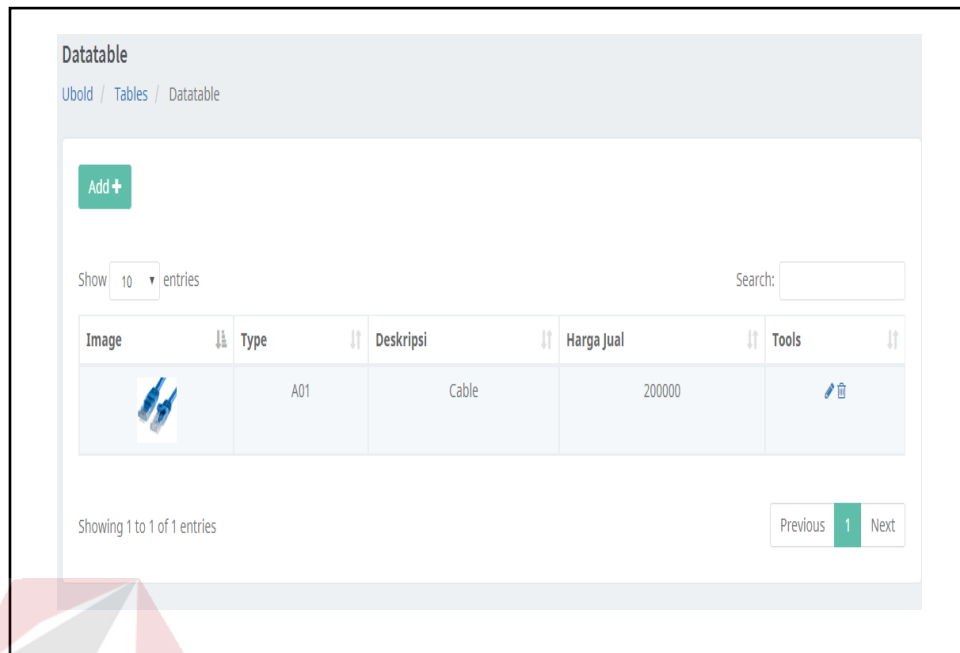 Datatable
Ubold / Tables / Datatable
Add +
Show 10 entries
Search:
Image Type Deskripsi Harga Jual Tools
A01 Cable 200000
Showing 1 to 1 of 1 entries
Previous 1 Next